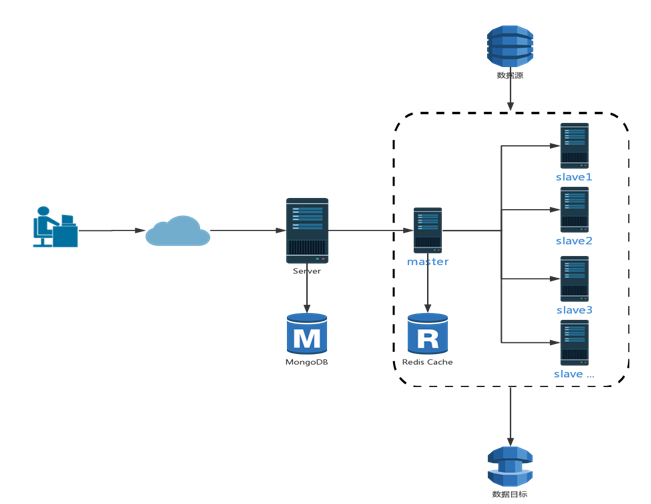 数据源
slave1
slave2
master
Server
slave3
M
R
MongoDB
Redis Cache
slave ...
数据目标